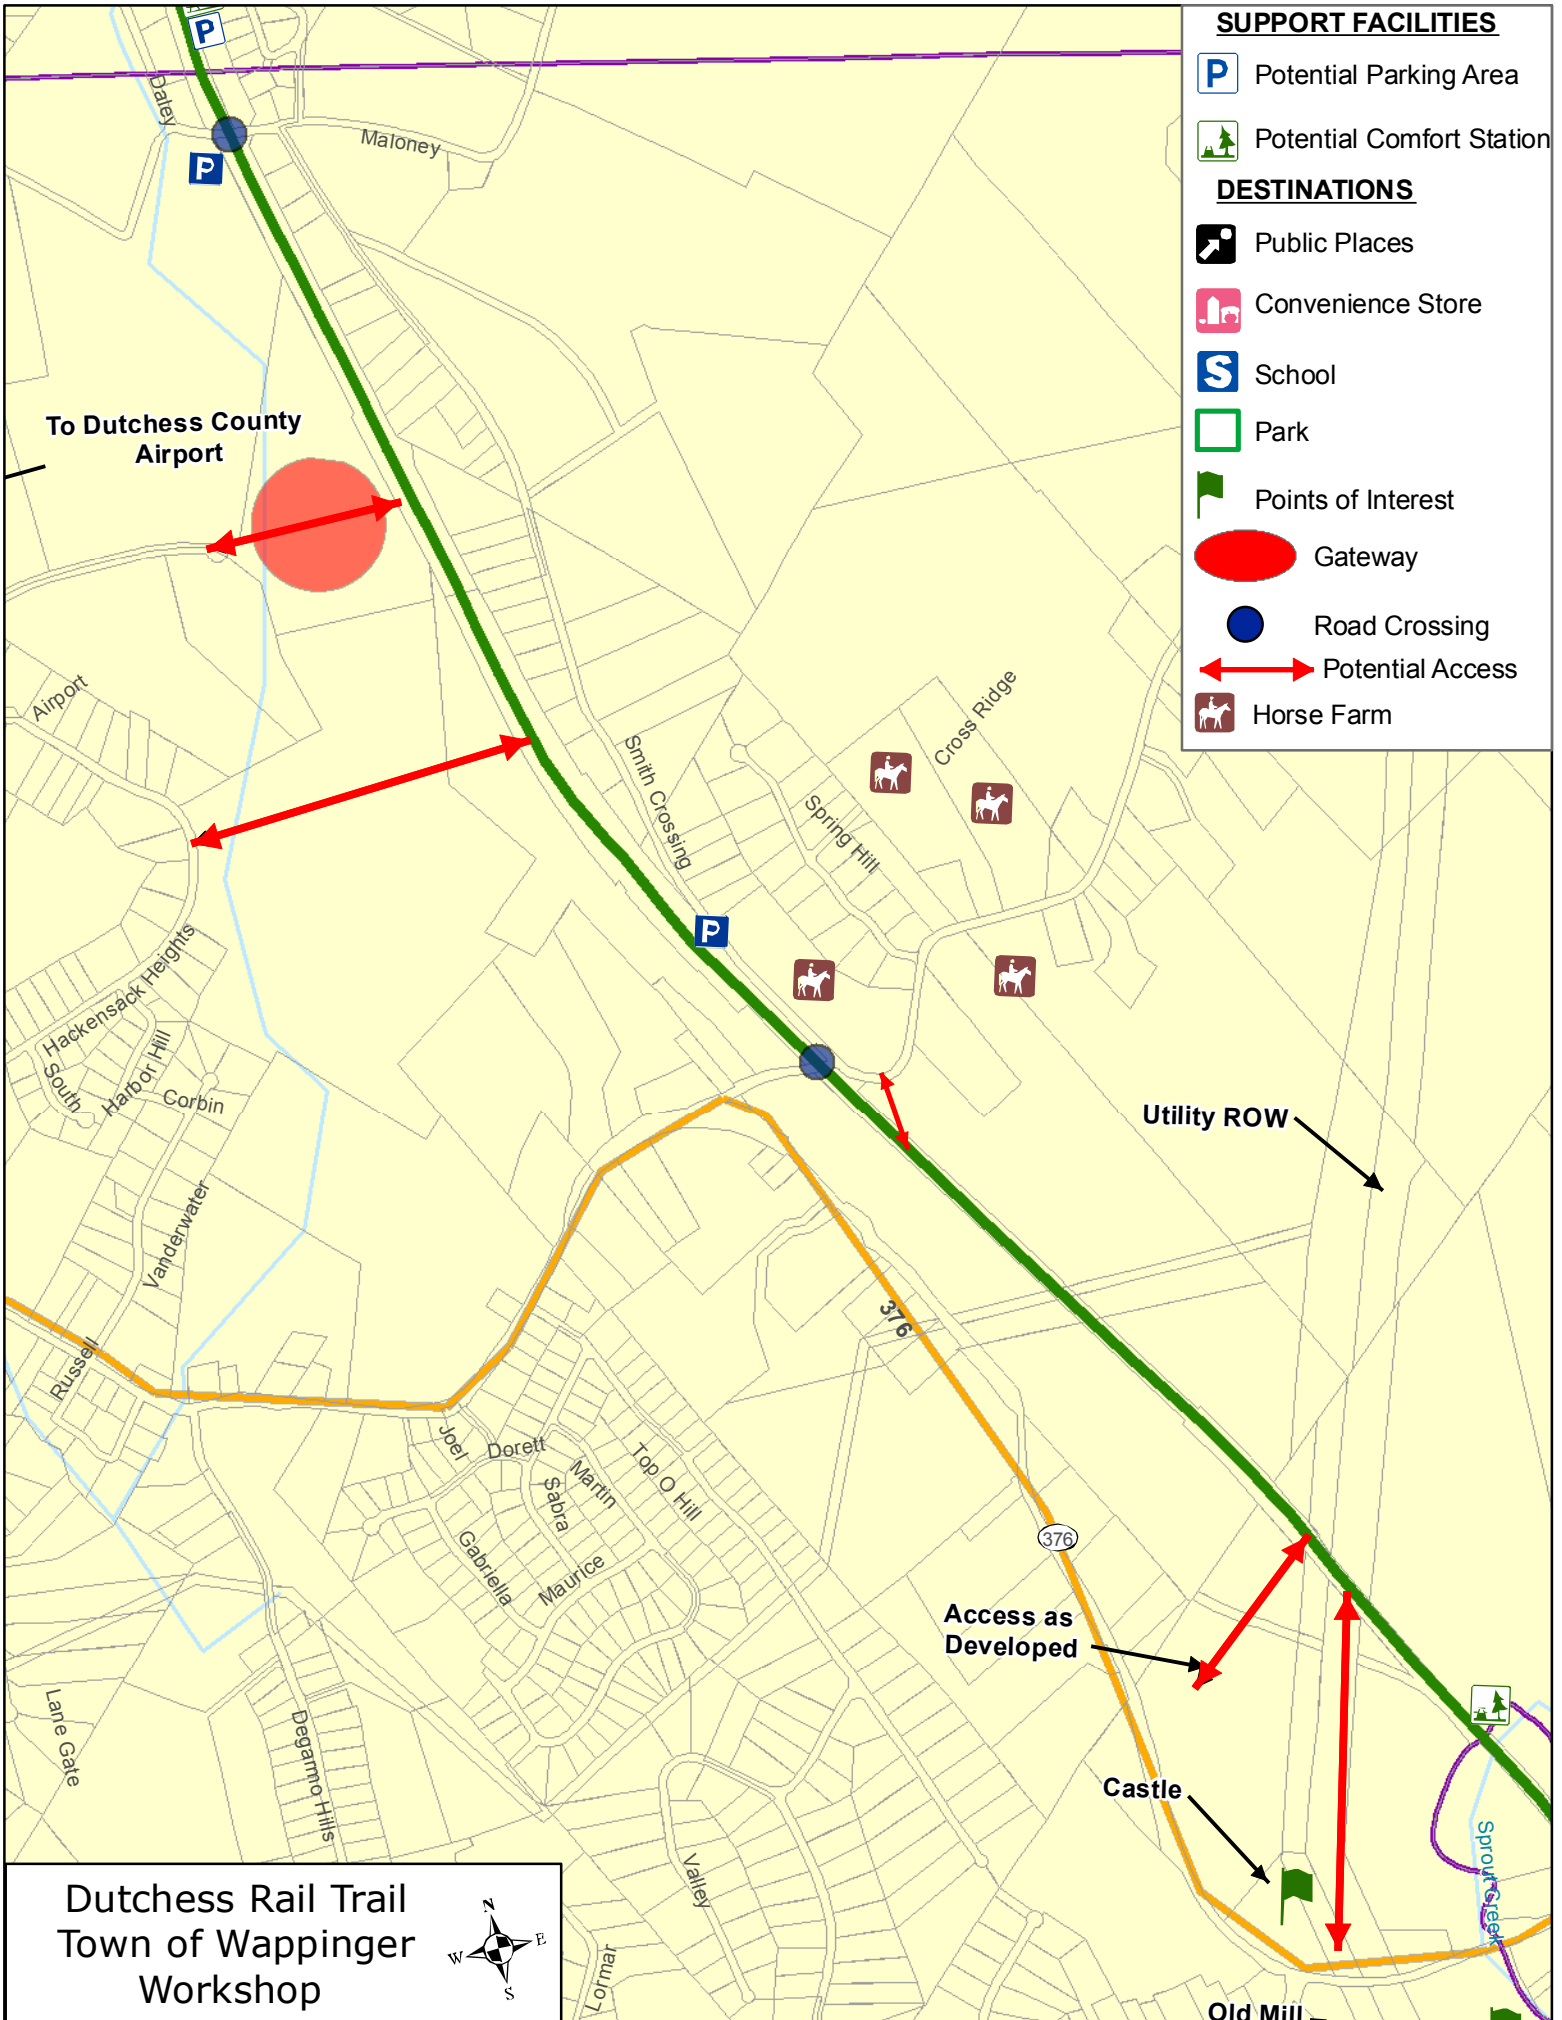 SUPPORT FACILITIES
P Potential Parking Area
Potential Comfort Station
DESTINATIONS
Public Places
Convenience Store
S School
Park
Points of Interest
Gateway
Road Crossing
Potential Access
Horse Farm
P
Daley
Maloney
P
To Dutchess County
Airport
Airport
Cross Ridge
Smith Crossing
Spring Hill
P
Hackensack Heights
South
Harbor Hill
Corbin
Utility ROW
Vanderwater
376
Russell
Joel
Dorett
Martin
Sabra
Top O Hill
376
Gabriella
Maurice
Access as
Developed
Lane Gate
Degarmo Hills
Castle
Valley
Sprout Creek
Lormar
Old Mill
Dutchess Rail Trail
Town of Wappinger
Workshop
N
W
E
S